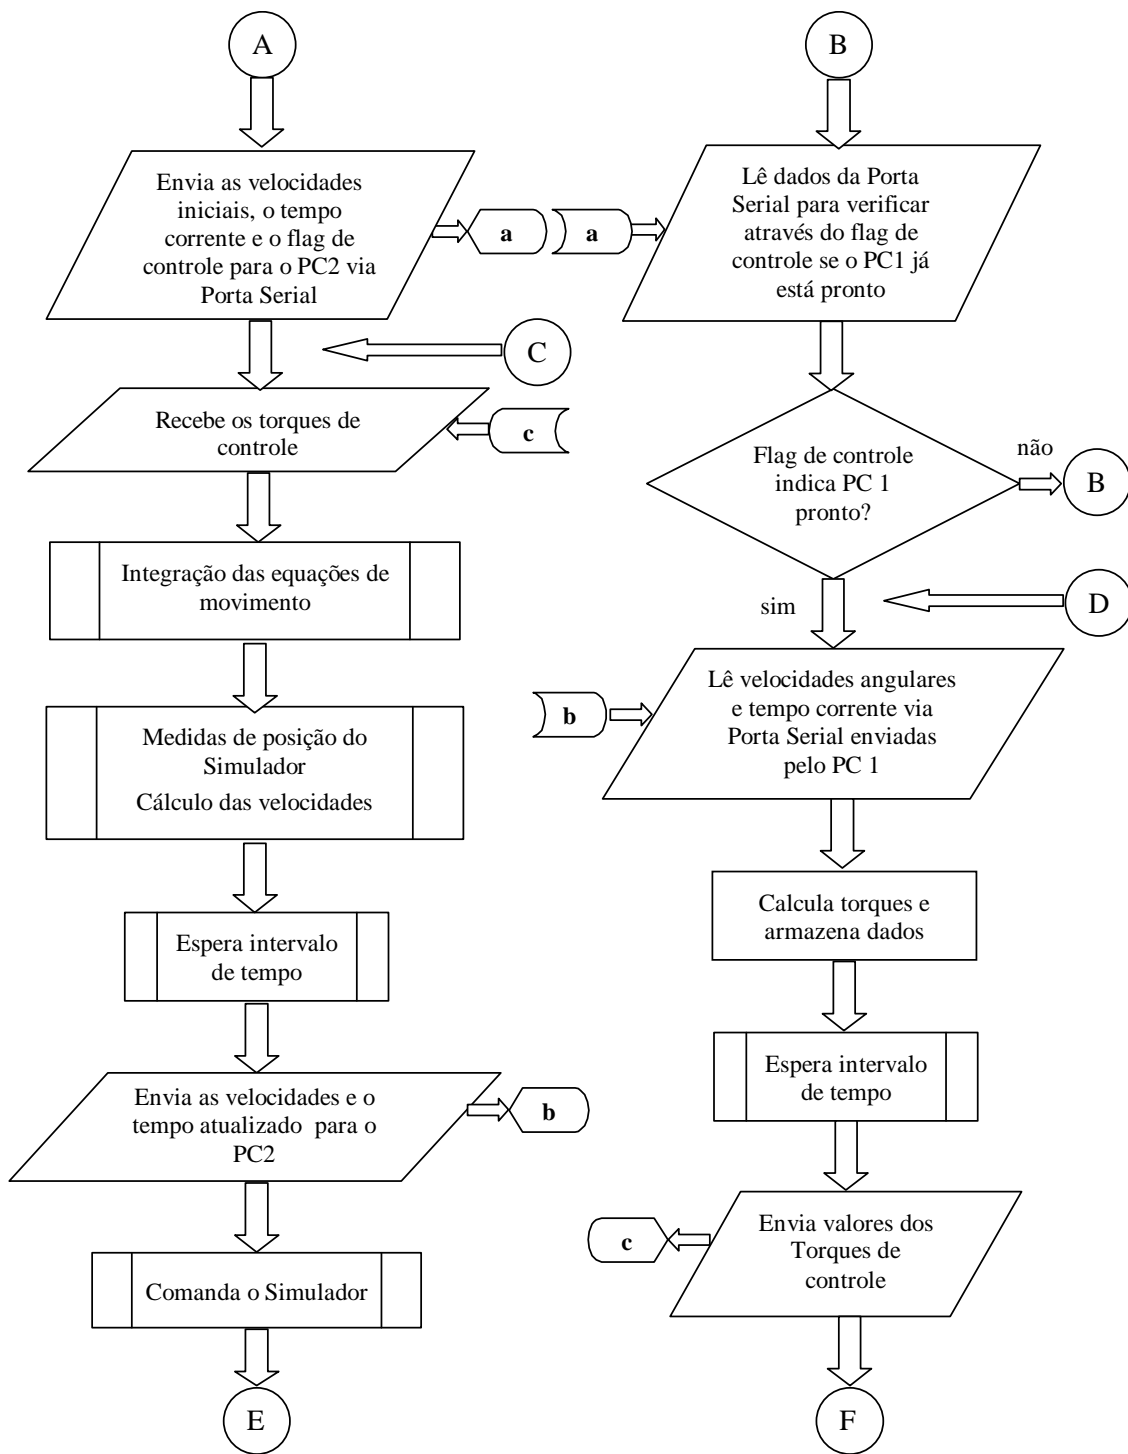 A
Envia as velocidades
iniciais, o tempo
corrente e o flag de
controle para o PC2 via
Porta Serial
a
C
Recebe os torques de
controle
c
Integração das equações de
movimento
Medidas de posição do
Simulador
Cálculo das velocidades
Espera intervalo
de tempo
Envia as velocidades e o
tempo atualizado para o
PC2
b
Comanda o Simulador
E
B
a
Lê dados da Porta
Serial para verificar
através do flag de
controle se o PC1 já
está pronto
Flag de controle
indica PC 1
pronto?
não
B
sim
D
b
Lê velocidades angulares
e tempo corrente via
Porta Serial enviadas
pelo PC 1
Calcula torques e
armazena dados
Espera intervalo
de tempo
c
Envia valores dos
Torques de
controle
F